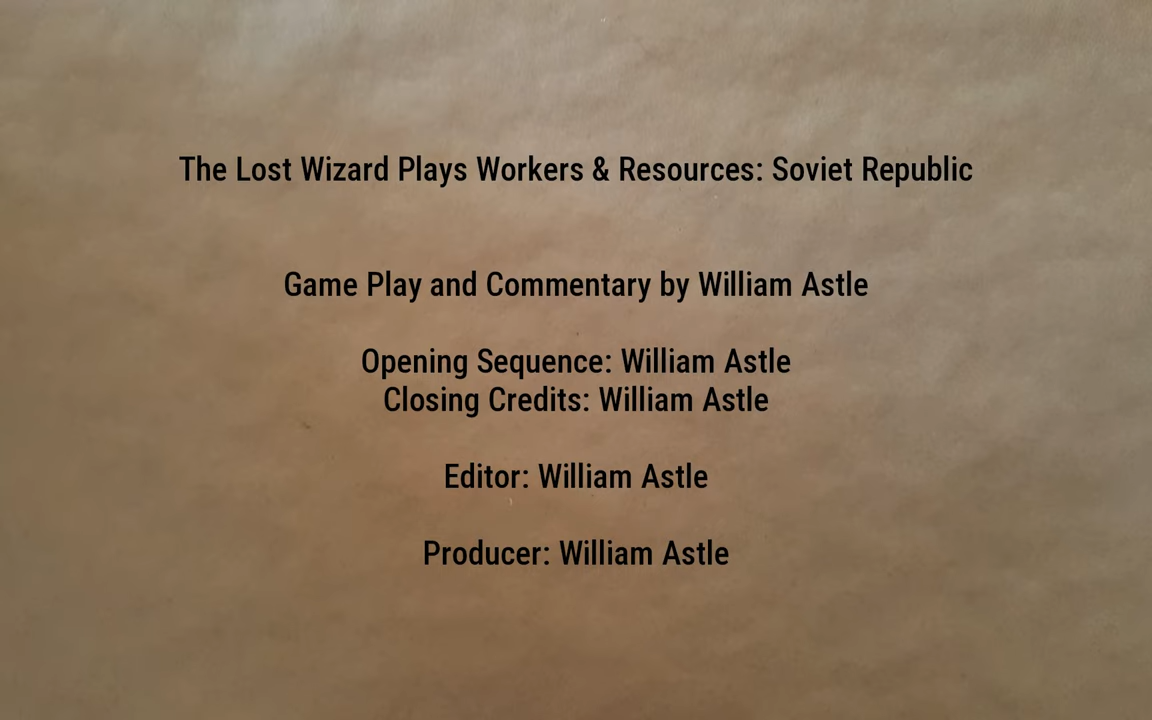 The Lost Wizard Plays Workers & Resources: Soviet Republic
Game Play and Commentary by William Astle
Opening Sequence: William Astle
Closing Credits: William Astle
Editor: William Astle
Producer: William Astle